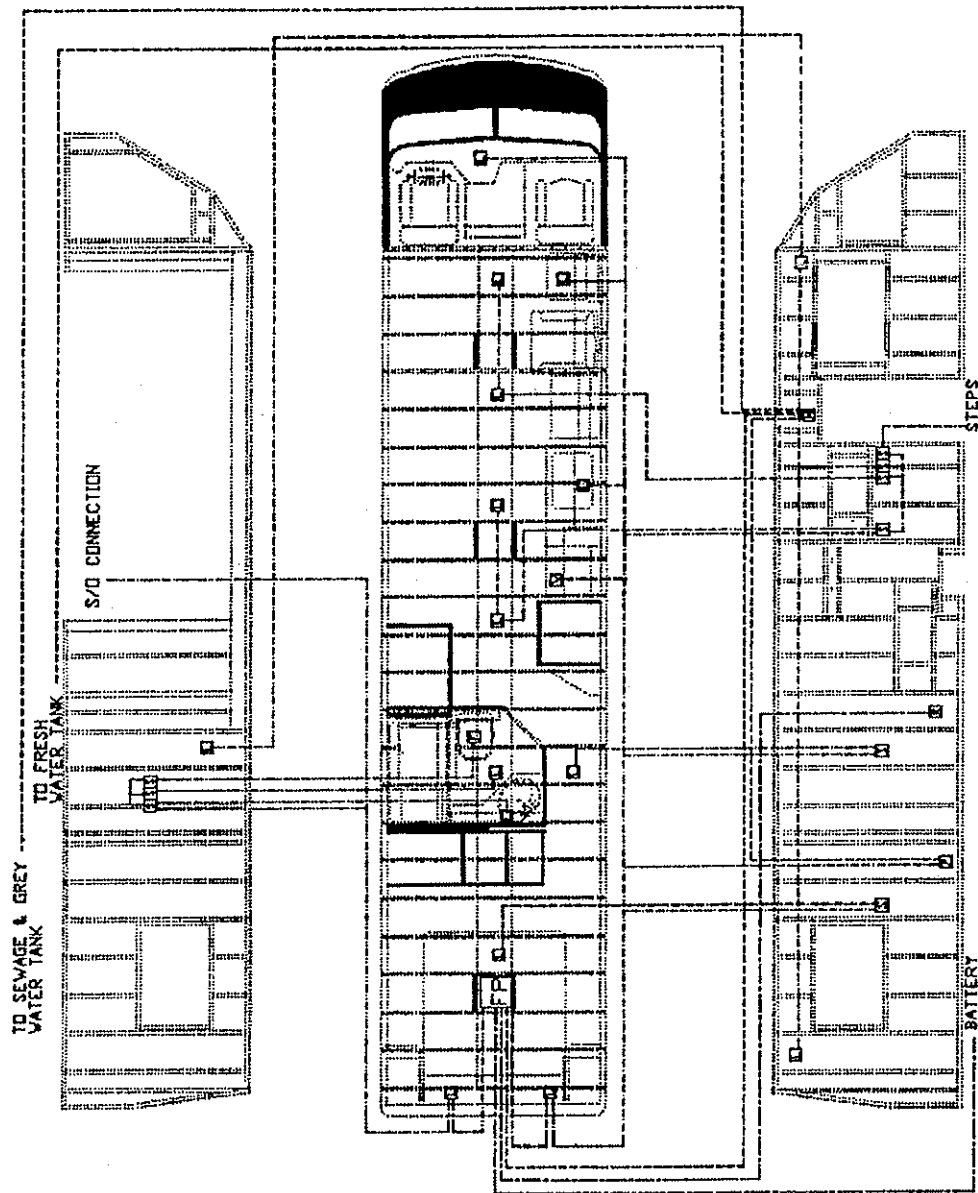 TO SEWAGE & GREY
WATER TANK
TO FRESH
WATER TANK
S/O CONNECTION
STEPS
BATTERY